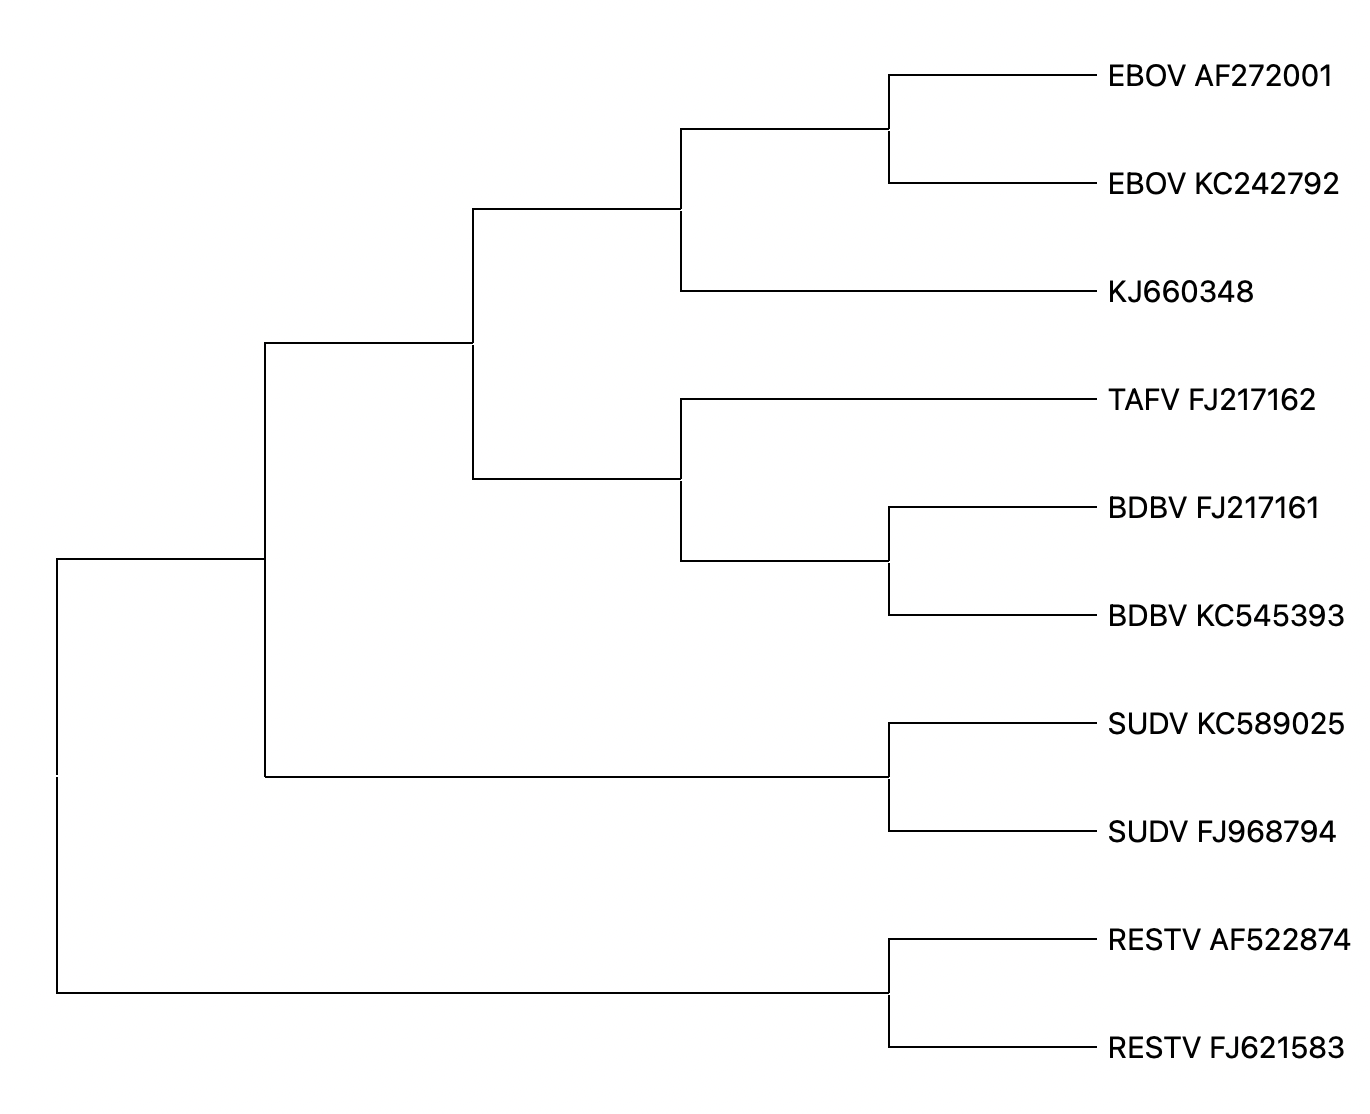 EBOV AF272001
EBOV KC242792
KJ660348
TAFV FJ217162
BDBV FJ217161
BDBV KC545393
SUDV KC589025
SUDV FJ968794
RESTV AF522874
RESTV FJ621583